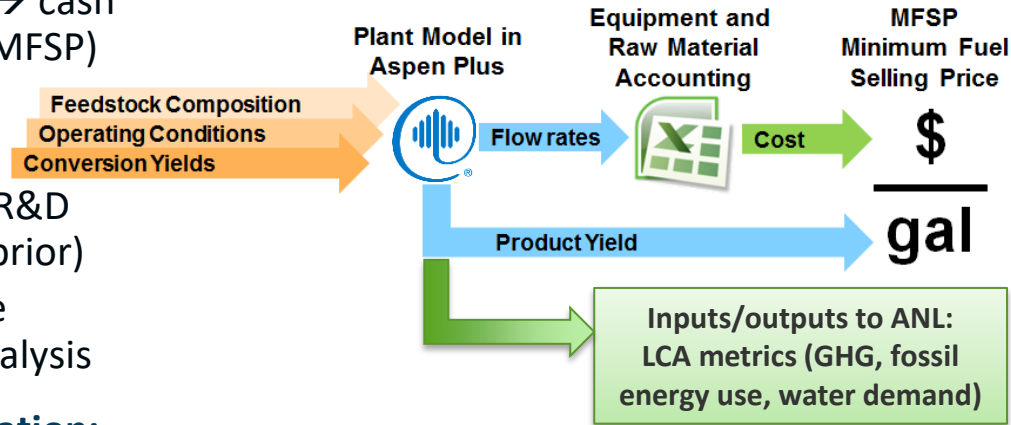 cash
MFSP)
R&D
prior)
alysis
Plant Model in
Aspen Plus
Equipment and
Raw Material
Accounting
MFSP
Minimum Fuel
Selling Price
Feedstock Composition
Operating Conditions
Conversion Yields
®
Flow rates
Cost
$
gal
Product Yield
Inputs/outputs to ANL:
LCA metrics (GHG, fossil
energy use, water demand)